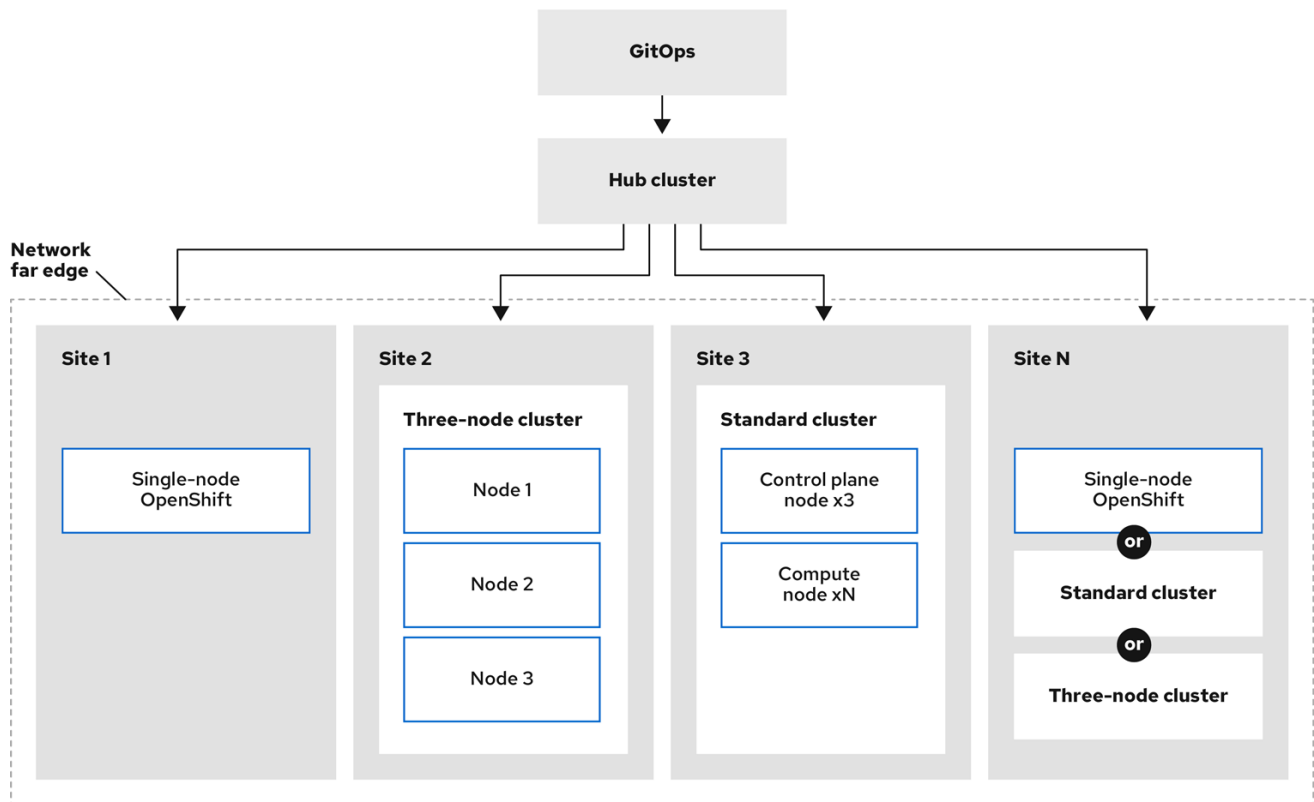 GitOps
Hub cluster
Network
far edge
Site 1
Single-node
OpenShift
Site 2
Three-node cluster
Node 1
Node 2
Node 3
Site 3
Standard cluster
Control plane
node x3
Compute
node xN
Site N
Single-node
OpenShift
or
Standard cluster
or
Three-node cluster